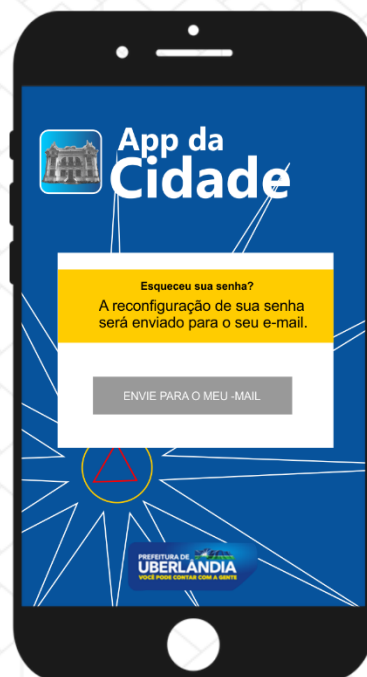 App da
Cidade
Esqueceu sua senha?
A reconfiguração de sua senha
será enviado para o seu e-mail.
ENVIE PARA O MEU -MAIL
PREFEITURA DE
UBERLÂNDIA
VOCÊ PODE CONTAR COM A GENTE